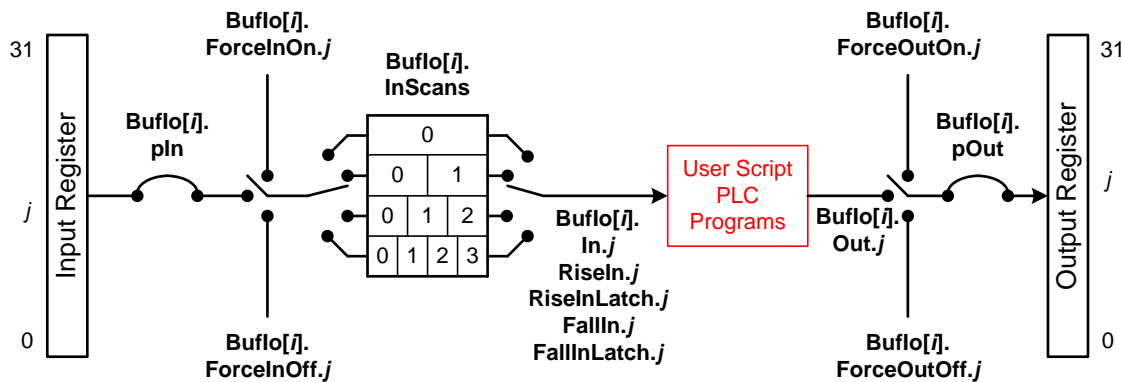 31
j
0
Input Register
BufIo[i].
pIn
BufIo[i].
ForceInOn.j
BufIo[i].
ForceInOff.j
BufIo[i].
InScans
0
0 1
0 1 2
0 1 2 3
BufIo[i].
In.j
RiseIn.j
RiseInLatch.j
FallIn.j
FallInLatch.j
User Script
PLC
Programs
BufIo[i].
Out.j
BufIo[i].
ForceOutOn.j
BufIo[i].
ForceOutOff.j
BufIo[i].
pOut
Output Register
31
j
0